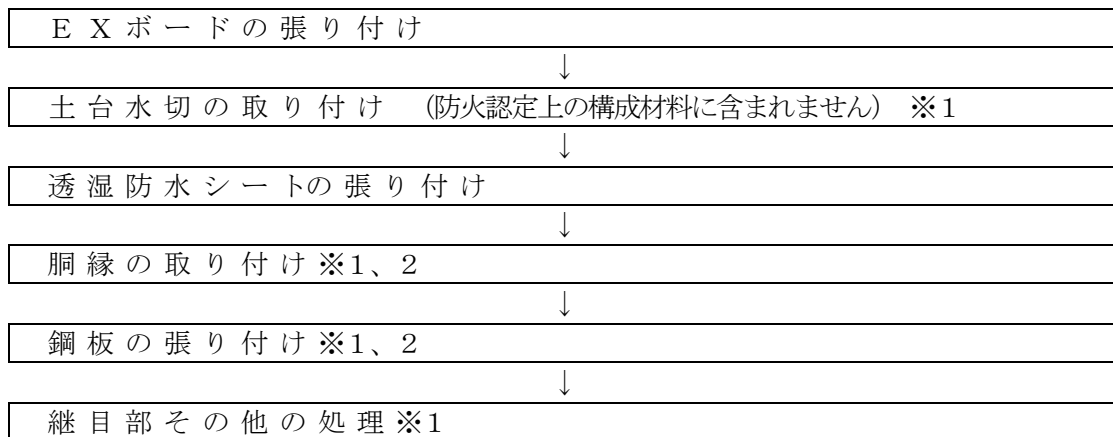 EXボードの張り付け
↓
土台水切の取り付け （防火認定上の構成材料に含まれません） ※1
↓
透湿防水シートの張り付け
↓
胴縁の取り付け※1、2
↓
鋼板の張り付け※1、2
↓
継目部その他の処理※1